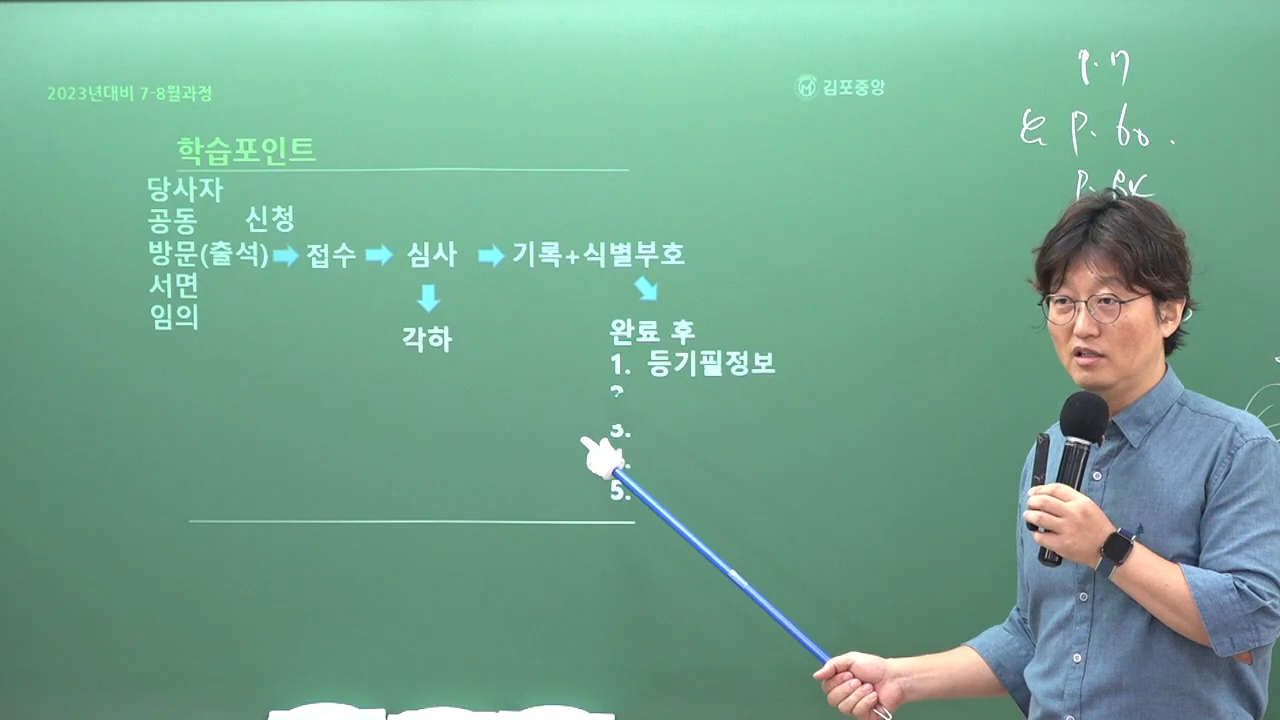 2023년대비 7-8월과정
김포중앙
학습포인트
당사자
공동 신청
방문(출석) 접수 심사 기록+식별부호
서면
임의
각하
완료 후
1. 등기필정보
3.
5.
P. 7
& P. 60.